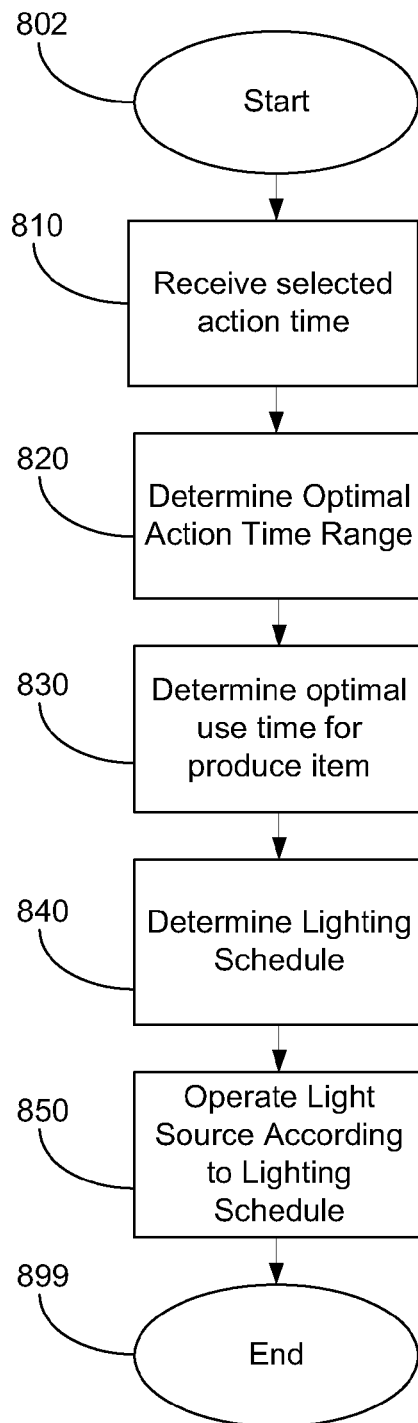 802
Start
810
Receive selected
action time
820
Determine Optimal
Action Time Range
830
Determine optimal
use time for
produce item
840
Determine Lighting
Schedule
850
Operate Light
Source According
to Lighting
Schedule
899
End